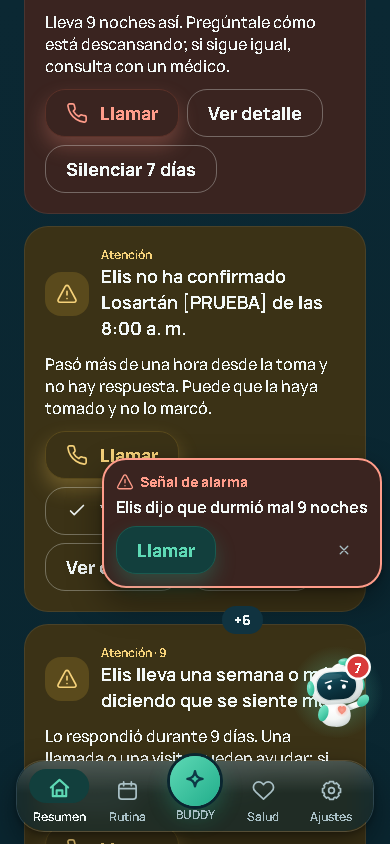 Lleva 9 noches así. Pregúntale cómo
está descansando; si sigue igual,
consulta con un médico.
Llamar
Ver detalle
Silenciar 7 días
Atención
Elis no ha confirmado
Losartán [PRUEBA] de las
8:00 a. m.
Pasó más de una hora desde la toma y
no hay respuesta. Puede que la haya
tomado y no lo marcó.
Llamar
Señal de alarma
Elis dijo que durmió mal 9 noches
Llamar
Ver
+6
Atención · 9
Elis lleva una semana o
diciendo que se siente
7
Lo respondió durante 9 días. Una
llamada o una visita pueden ayudar; si
Resumen
Rutina
BUDDY
Salud
Ajustes